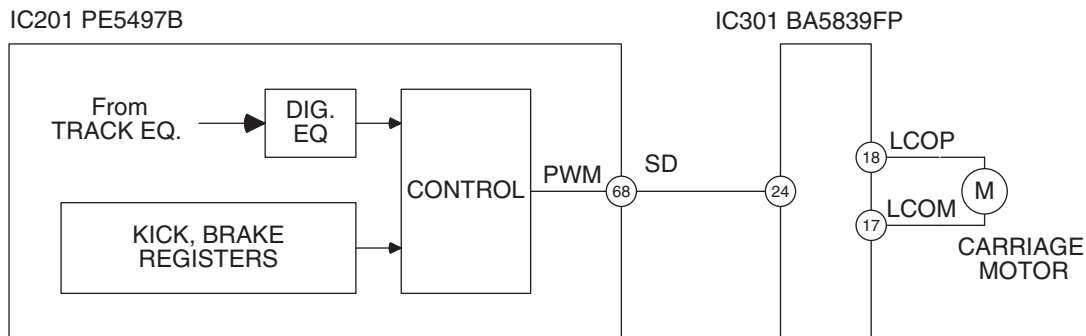 IC201 PE5497B
IC301 BA5839FP
From
TRACK EQ.
DIG.
EQ
CONTROL
PWM
68
SD
24
18
LCOP
M
LCOM
17
KICK, BRAKE
REGISTERS
CARRIAGE
MOTOR